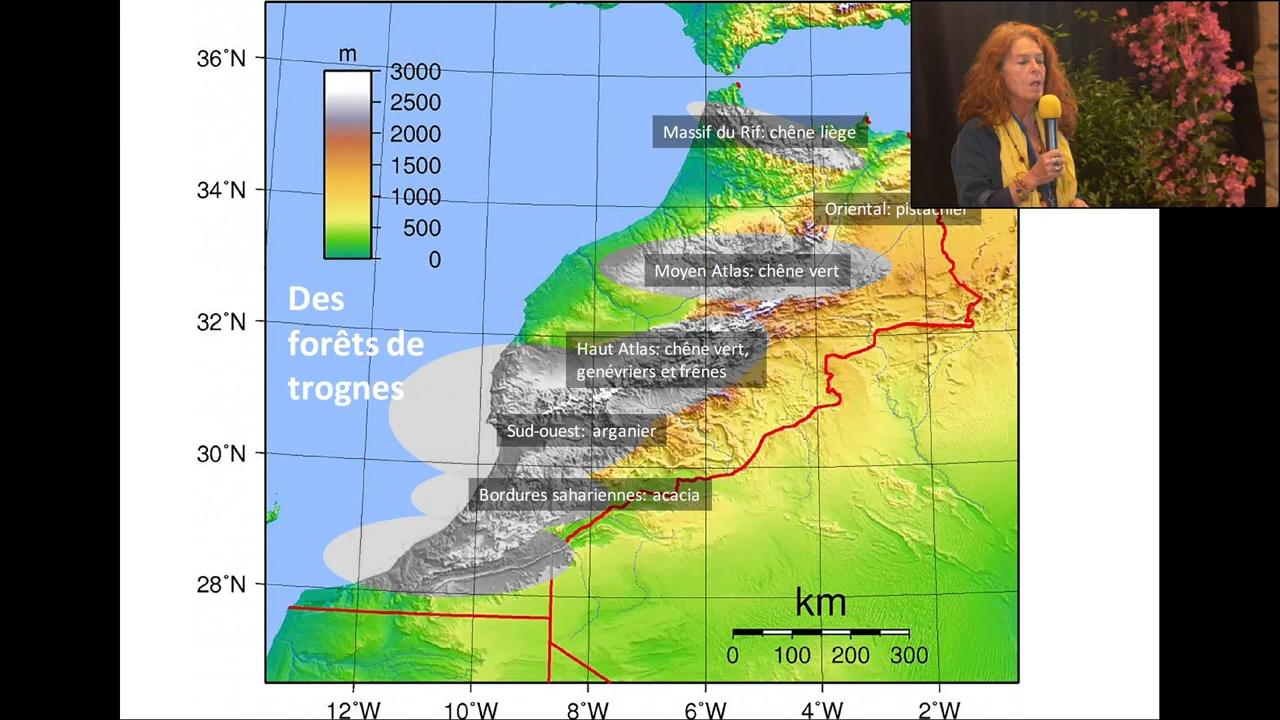 36°N
m
3000
2500
2000
1500
1000
500
0
Massif du Rif: chêne liège
34°N
Oriental: pistachier
Moyen Atlas: chêne vert
Des
forêts de
trognes
32°N
Haut Atlas: chêne vert,
genévriers et frênes
Sud-ouest: arganier
30°N
Bordures sahariennes: acacia
28°N
km
0 100 200 300
12°W 10°W 8°W 6°W 4°W 2°W